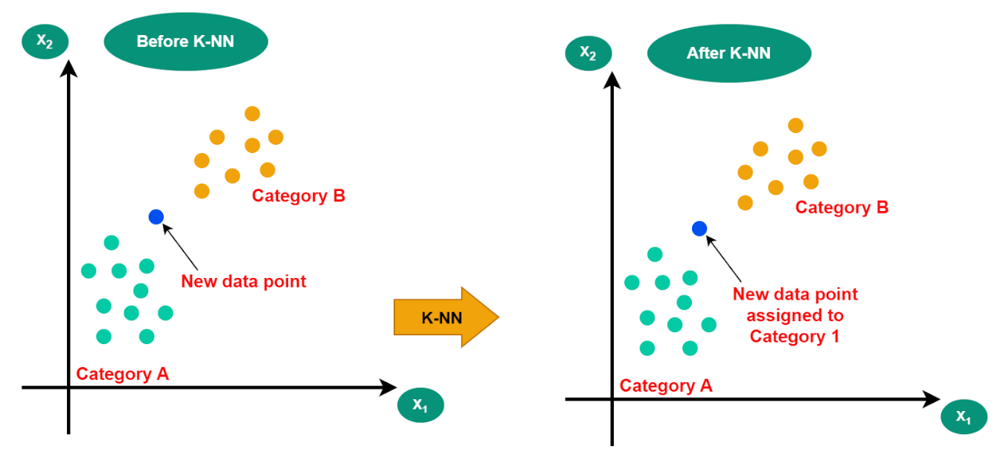 X₂
Before K-NN
Category B
New data point
Category A
X₁
K-NN
X₂
After K-NN
Category B
New data point
assigned to
Category 1
Category A
X₁